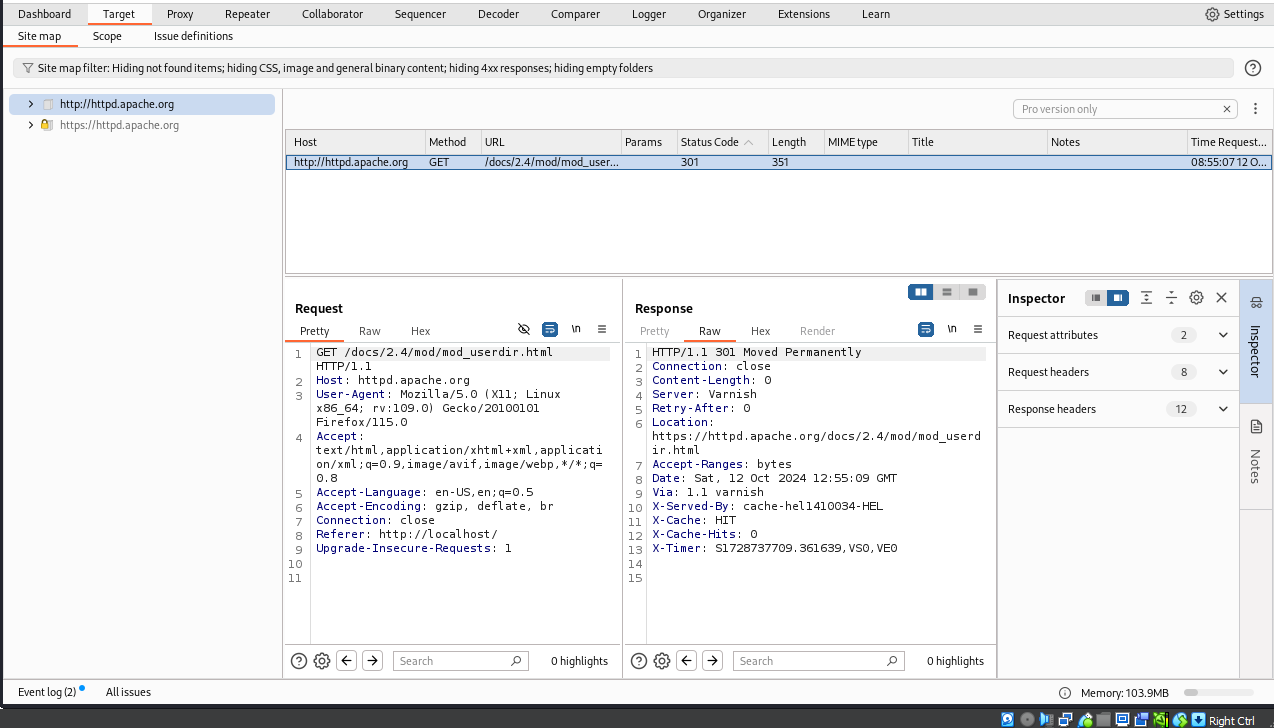 Dashboard Target Proxy Repeater Collaborator Sequencer Decoder Comparer Logger Organizer Extensions Learn Settings
Site map Scope Issue definitions
Site map filter: Hiding not found items; hiding CSS, image and general binary content; hiding 4xx responses; hiding empty folders
http://httpd.apache.org
https://httpd.apache.org
Pro version only
Host Method URL Params Status Code Length MIME type Title Notes Time Request...
http://httpd.apache.org GET /docs/2.4/mod/mod_user... 301 351 08:55:07 12 O...
Request
Pretty Raw Hex \n
1 GET /docs/2.4/mod/mod_userdir.html
HTTP/1.1
2 Host: httpd.apache.org
3 User-Agent: Mozilla/5.0 (X11; Linux
x86_64; rv:109.0) Gecko/20100101
Firefox/115.0
4 Accept:
text/html,application/xhtml+xml,applicati
on/xml;q=0.9,image/avif,image/webp,*/*;q=
0.8
5 Accept-Language: en-US,en;q=0.5
6 Accept-Encoding: gzip, deflate, br
7 Connection: close
8 Referer: http://localhost/
9 Upgrade-Insecure-Requests: 1
10
11
Search 0 highlights
Response
Pretty Raw Hex Render \n
1 HTTP/1.1 301 Moved Permanently
2 Connection: close
3 Content-Length: 0
4 Server: Varnish
5 Retry-After: 0
6 Location:
https://httpd.apache.org/docs/2.4/mod/mod_userd
ir.html
7 Accept-Ranges: bytes
8 Date: Sat, 12 Oct 2024 12:55:09 GMT
9 Via: 1.1 varnish
10 X-Served-By: cache-hel1410034-HEL
11 X-Cache: HIT
12 X-Cache-Hits: 0
13 X-Timer: S1728737709.361639,VS0,VE0
14
15
Search 0 highlights
Inspector
Request attributes 2
Request headers 8
Response headers 12
Inspector
Notes
Event log (2) All issues Memory: 103.9MB
Right Ctrl